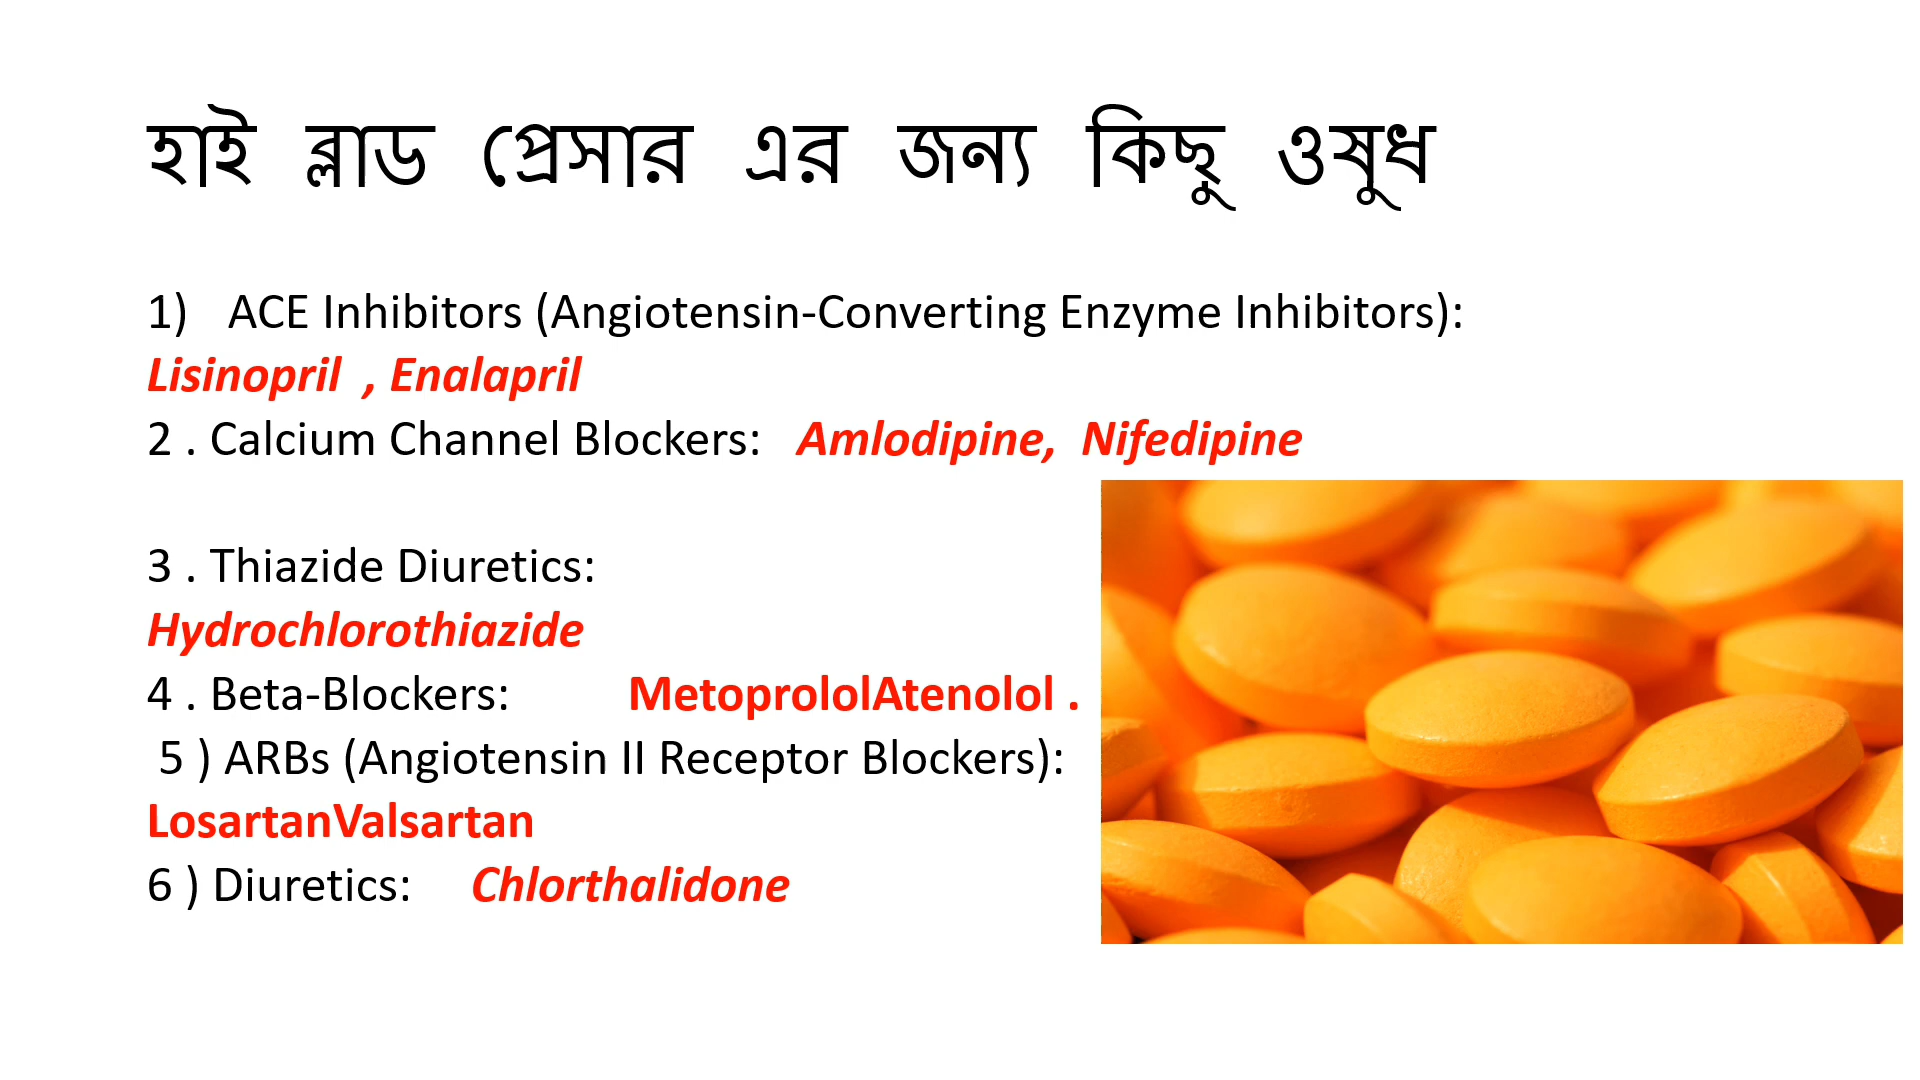 হাই ব্লাড প্রেসার এর জন্য কিছু ওষুধ
1) ACE Inhibitors (Angiotensin-Converting Enzyme Inhibitors):
Lisinopril , Enalapril
2 . Calcium Channel Blockers: Amlodipine, Nifedipine
3 . Thiazide Diuretics:
Hydrochlorothiazide
4 . Beta-Blockers: MetoprololAtenolol .
5 ) ARBs (Angiotensin II Receptor Blockers):
LosartanValsartan
6 ) Diuretics: Chlorthalidone